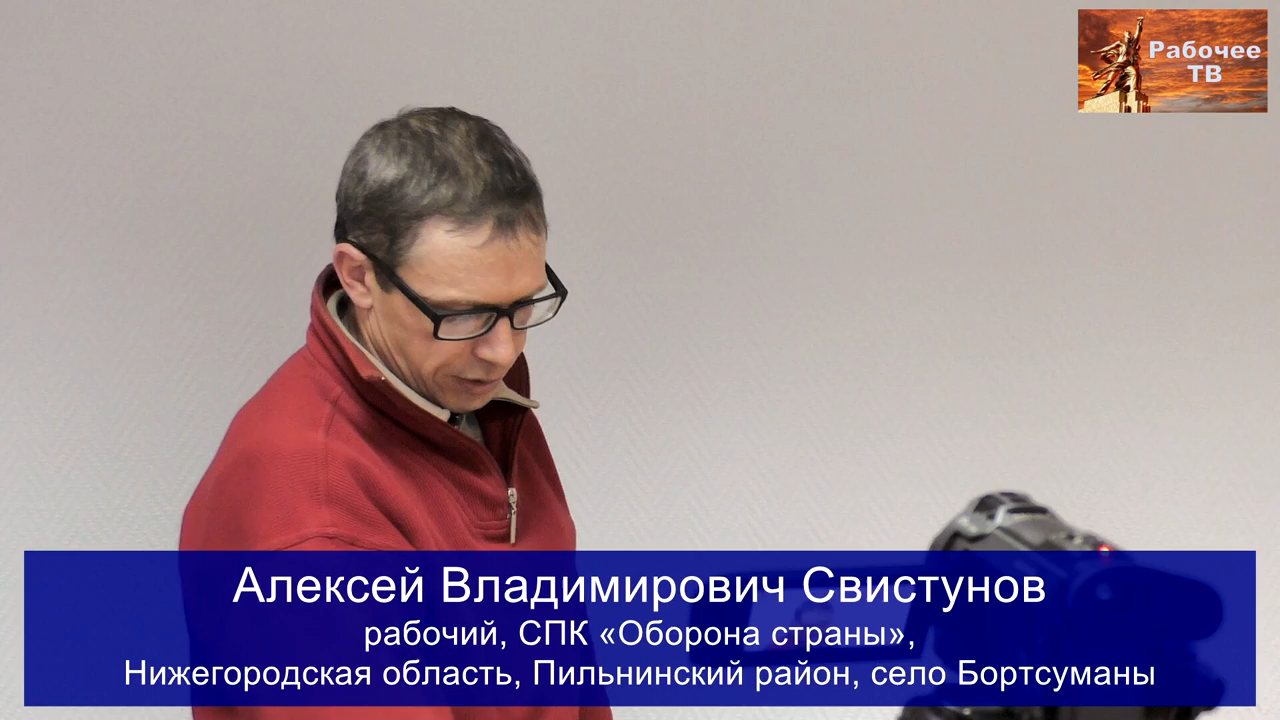 Рабочее
ТВ
Алексей Владимирович Свистунов
рабочий, СПК «Оборона страны»,
Нижегородская область, Пильнинский район, село Бортсуманы